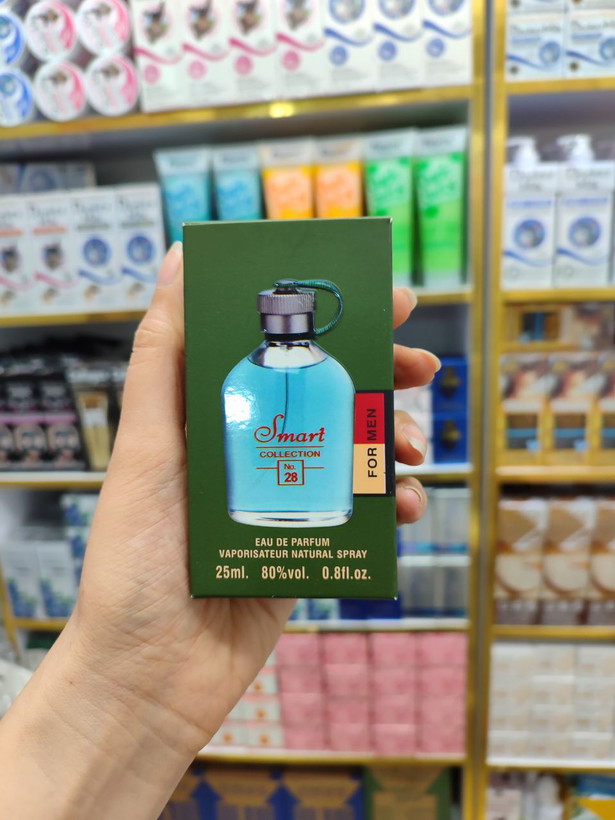 Smart
COLLECTION
No.
28
FOR MEN
EAU DE PARFUM
VAPORISATEUR NATURAL SPRAY
25ml. 80%vol. 0.8fl.oz.